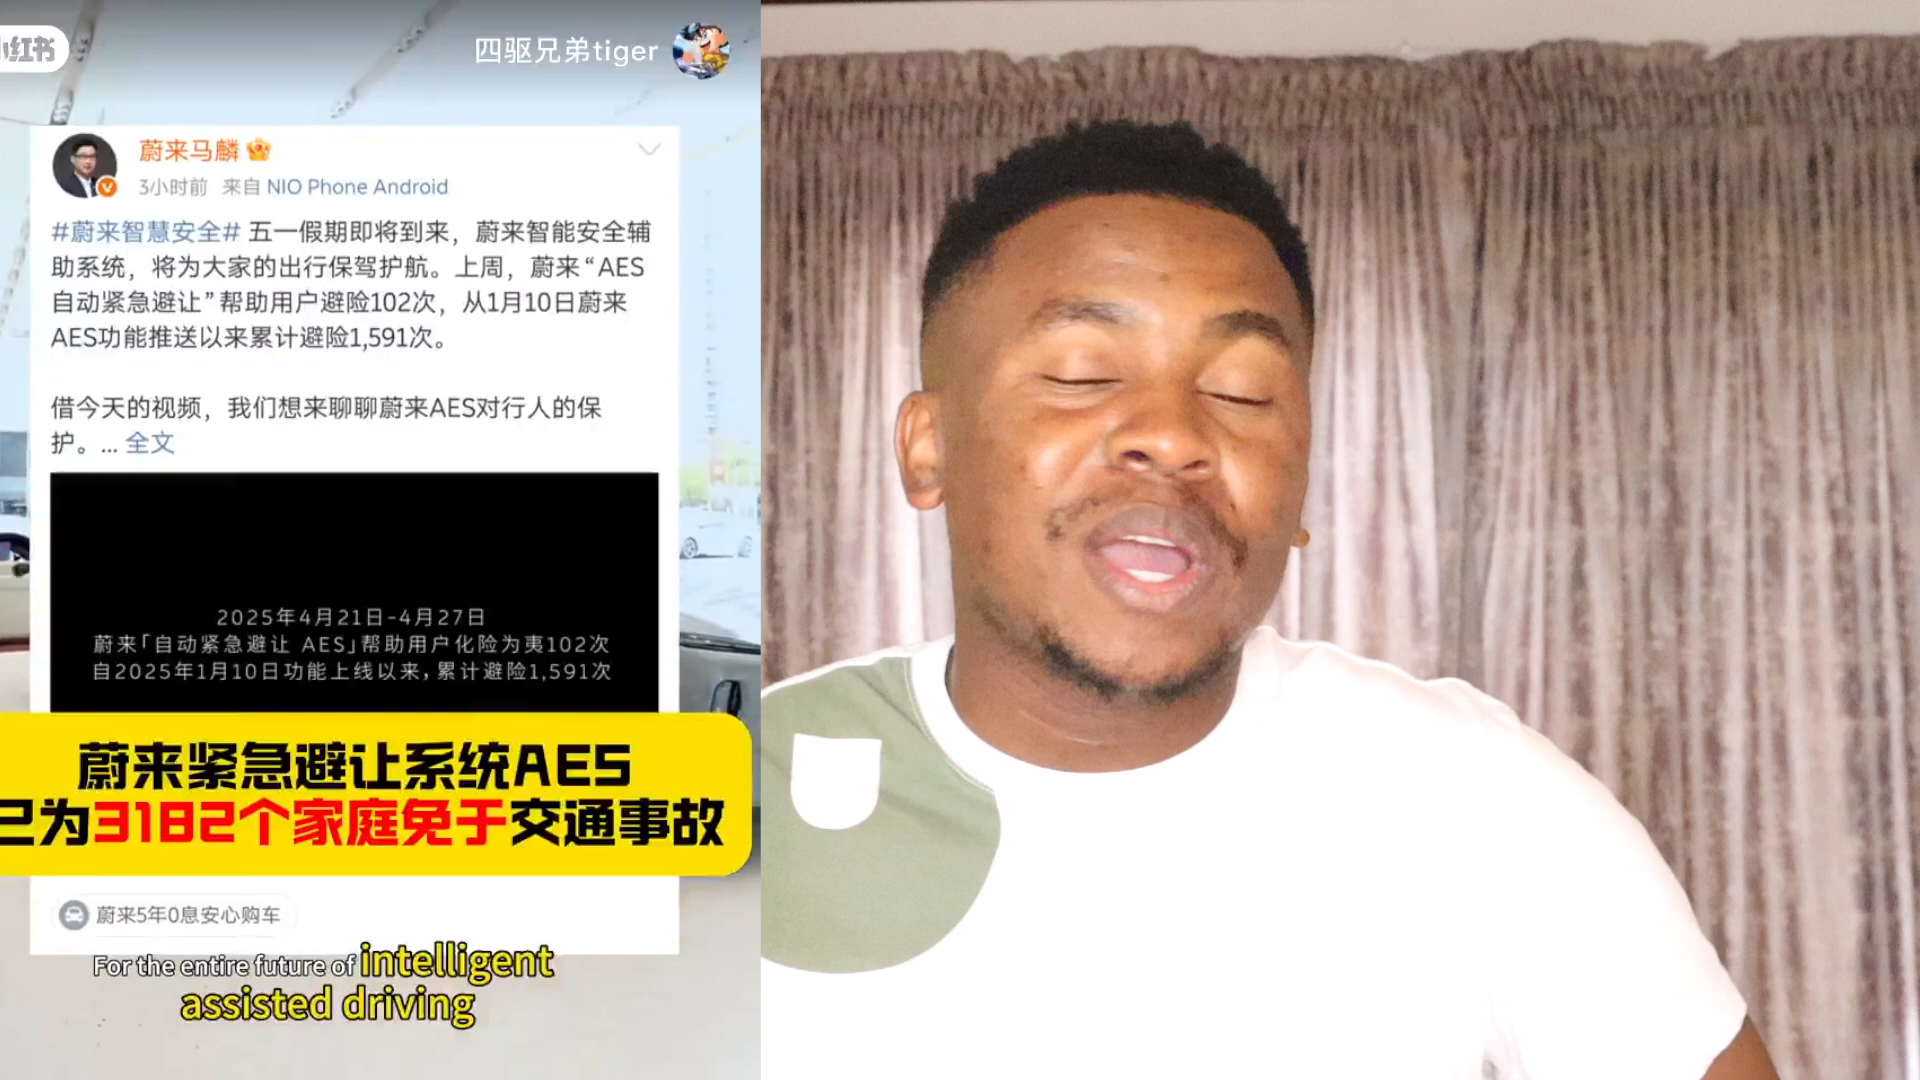 小红书
四驱兄弟tiger
蔚来马麟
3小时前 来自 NIO Phone Android
#蔚来智慧安全# 五一假期即将到来，蔚来智能安全辅
助系统，将为大家的出行保驾护航。上周，蔚来“AES
自动紧急避让”帮助用户避险102次，从1月10日蔚来
AES功能推送以来累计避险1,591次。
借今天的视频，我们想来聊聊蔚来AES对行人的保
护。... 全文
2025年4月21日-4月27日
蔚来「自动紧急避让 AES」帮助用户化险为夷102次
自2025年1月10日功能上线以来，累计避险1,591次
蔚来紧急避让系统AES
已为3182个家庭免于交通事故
蔚来5年0息安心购车
For the entire future of intelligent
assisted driving